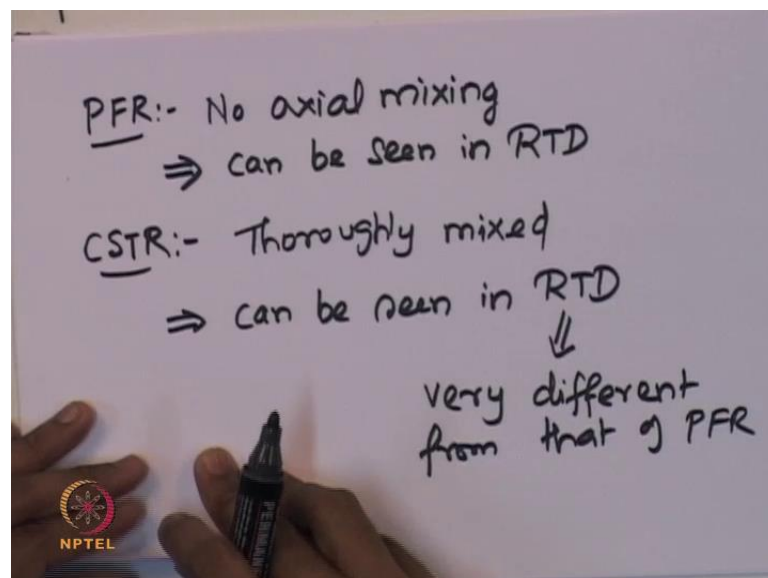 PFR:- No axial mixing
⇒ can be seen in RTD
CSTR:- Thoroughly mixed
⇒ can be seen in RTD
⇓
very different
from that of PFR
PERMAN
NPTEL